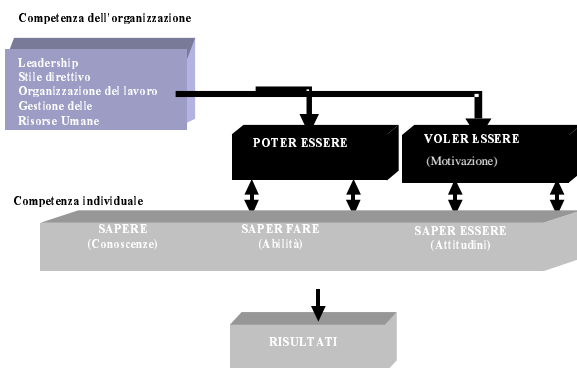 Competenza dell'organizzazione
Leadership
Stile direttivo
Organizzazione del lavoro
Gestione delle
Risorse Umane
POTER ESSERE
VOLER ESSERE
(Motivazione)
Competenza individuale
SAPERE
(Conoscenze)
SAPER FARE
(Abilità)
SAPER ESSERE
(Attitudini)
RISULTATI